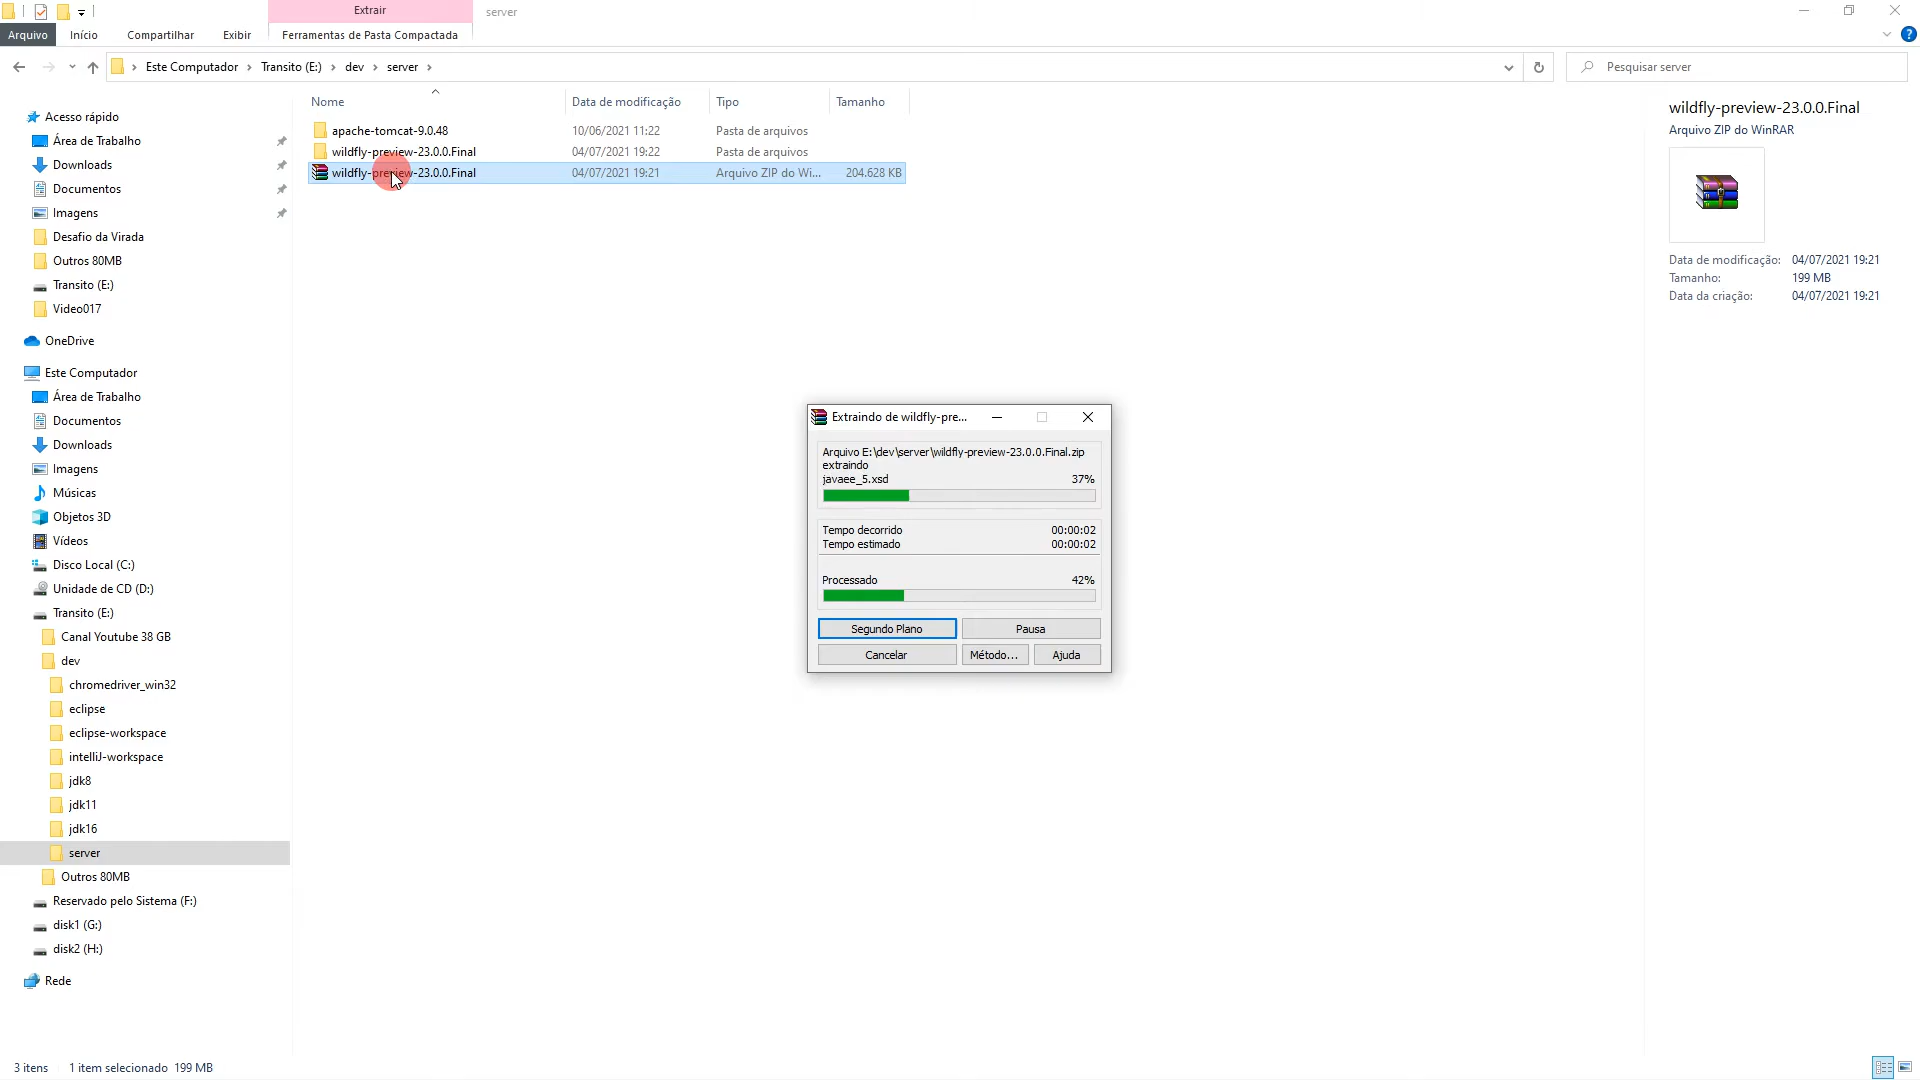 Extrair
server
Arquivo
Início
Compartilhar
Exibir
Ferramentas de Pasta Compactada
Este Computador
Transito (E:)
dev
server
Pesquisar server
Nome
Data de modificação
Tipo
Tamanho
apache-tomcat-9.0.48 10/06/2021 11:22 Pasta de arquivos
wildfly-preview-23.0.0.Final 04/07/2021 19:22 Pasta de arquivos
wildfly-preview-23.0.0.Final 04/07/2021 19:21 Arquivo ZIP do Wi... 204.628 KB
Acesso rápido
Área de Trabalho
Downloads
Documentos
Imagens
Desafio da Virada
Outros 80MB
Transito (E:)
Video017
OneDrive
Este Computador
Área de Trabalho
Documentos
Downloads
Imagens
Músicas
Objetos 3D
Vídeos
Disco Local (C:)
Unidade de CD (D:)
Transito (E:)
Canal Youtube 38 GB
dev
chromedriver_win32
eclipse
eclipse-workspace
intelliJ-workspace
jdk8
jdk11
jdk16
server
Outros 80MB
Reservado pelo Sistema (F:)
disk1 (G:)
disk2 (H:)
Rede
Extraindo de wildfly-pre...
Arquivo E:\dev\server\wildfly-preview-23.0.0.Final.zip
extraindo
javaee_5.xsd 37%
Tempo decorrido 00:00:02
Tempo estimado 00:00:02
Processado 42%
Segundo Plano
Pausa
Cancelar
Método...
Ajuda
wildfly-preview-23.0.0.Final
Arquivo ZIP do WinRAR
Data de modificação: 04/07/2021 19:21
Tamanho: 199 MB
Data da criação: 04/07/2021 19:21
3 itens
1 item selecionado 199 MB